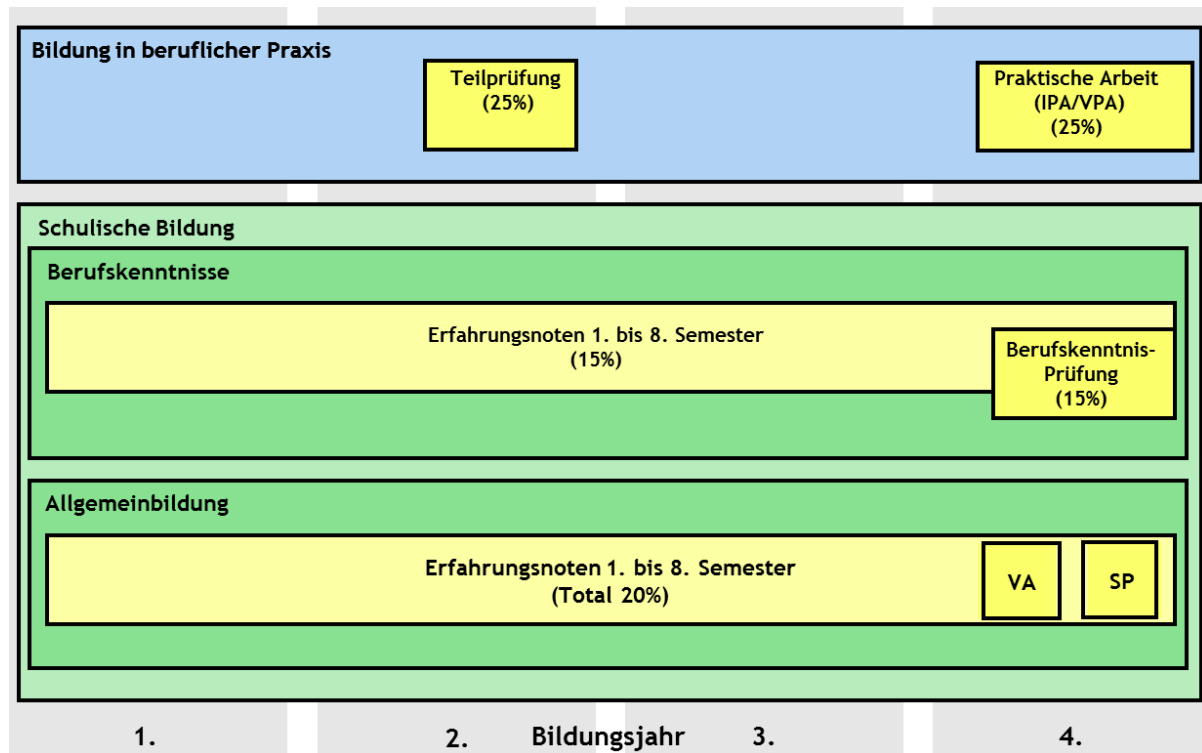 Bildung in beruflicher Praxis
Teilprüfung
(25%)
Praktische Arbeit
(IPA/VPA)
(25%)
Schulische Bildung
Berufskenntnisse
Erfahrungsnoten 1. bis 8. Semester
(15%)
Berufskenntnis-
Prüfung
(15%)
Allgemeinbildung
Erfahrungsnoten 1. bis 8. Semester
(Total 20%)
VA
SP
1. 2. Bildungsjahr 3. 4.